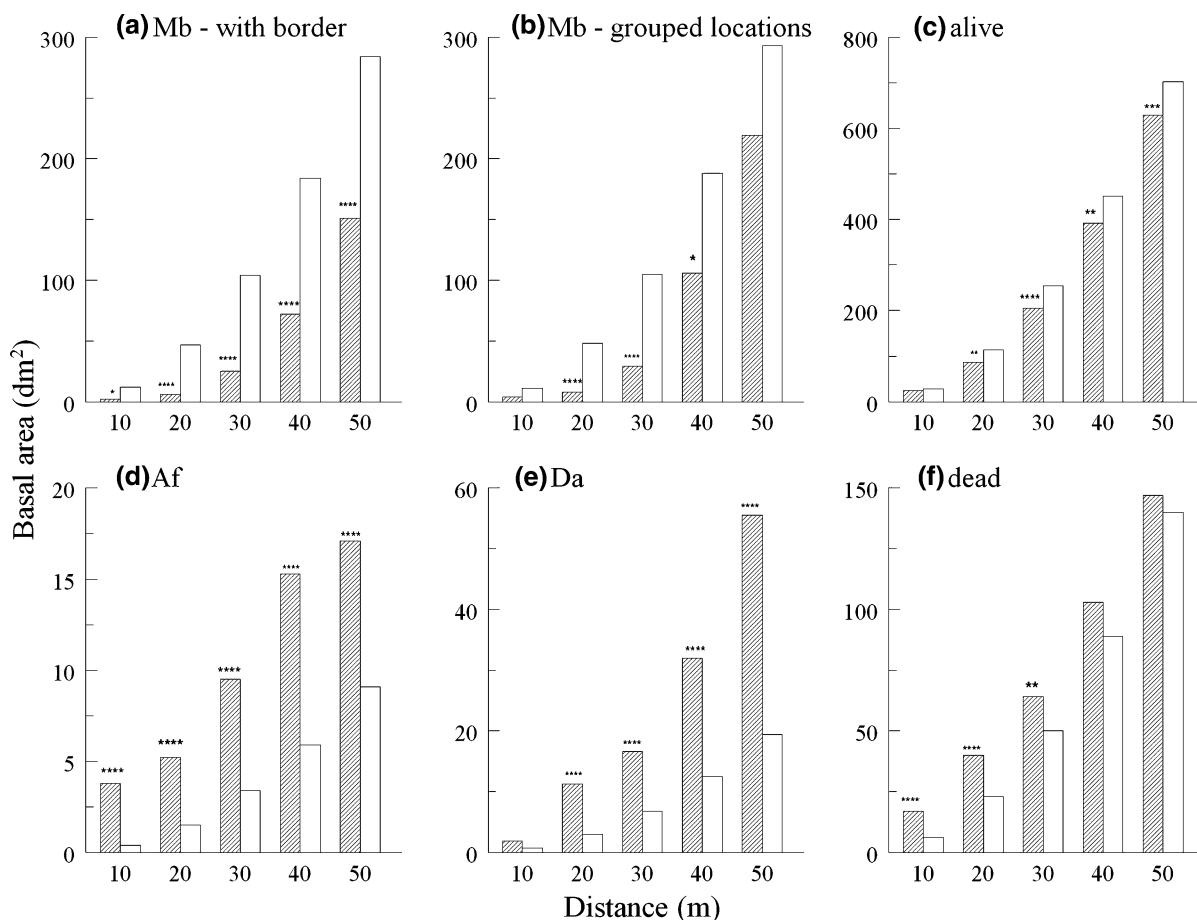 (a) Mb - with border
300
200
100
0
* **** **** **** ****
10 20 30 40 50
(b) Mb - grouped locations
300
200
100
0
**** **** *
10 20 30 40 50
(c) alive
800
600
400
200
0
** **** ** ***
10 20 30 40 50
Basal area (dm²)
(d) Af
20
15
10
5
0
**** **** **** **** ****
10 20 30 40 50
(e) Da
60
40
20
0
**** **** **** ****
10 20 30 40 50
(f) dead
150
100
50
0
**** **** **
10 20 30 40 50
Distance (m)